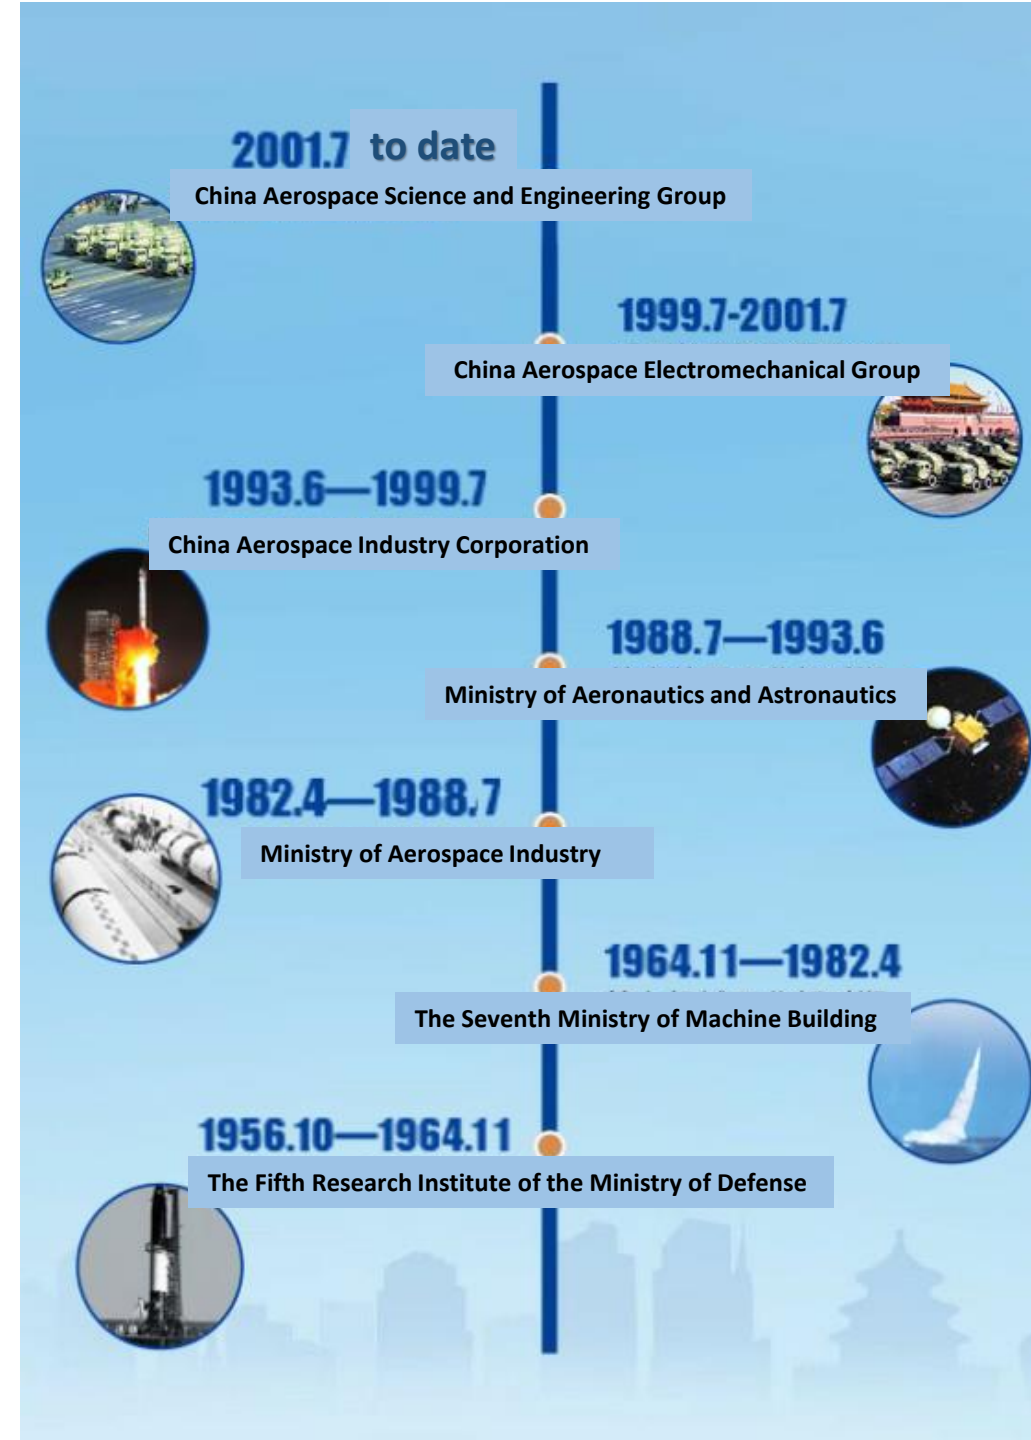 2001.7 to date
China Aerospace Science and Engineering Group
1999.7-2001.7
China Aerospace Electromechanical Group
1993.6—1999.7
China Aerospace Industry Corporation
1988.7—1993.6
Ministry of Aeronautics and Astronautics
1982.4—1988.7
Ministry of Aerospace Industry
1964.11—1982.4
The Seventh Ministry of Machine Building
1956.10—1964.11
The Fifth Research Institute of the Ministry of Defense